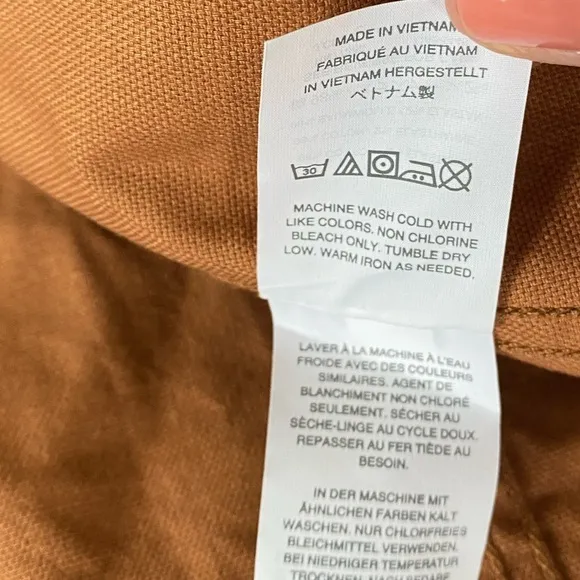 MADE IN VIETNAM
FABRIQUÉ AU VIETNAM
IN VIETNAM HERGESTELLT
ベトナム製
30
MACHINE WASH COLD WITH
LIKE COLORS. NON CHLORINE
BLEACH ONLY. TUMBLE DRY
LOW. WARM IRON AS NEEDED.
LAVER À LA MACHINE À L'EAU
FROIDE AVEC DES COULEURS
SIMILAIRES. AGENT DE
BLANCHIMENT NON CHLORÉ
SEULEMENT. SÉCHER AU
SÈCHE-LINGE AU CYCLE DOUX.
REPASSER AU FER TIÈDE AU
BESOIN.
IN DER MASCHINE MIT
ÄHNLICHEN FARBEN KALT
WASCHEN. NUR CHLORFREIES
BLEICHMITTEL VERWENDEN.
BEI NIEDRIGER TEMPERATUR
TROCKNEN. NACH BEDARF